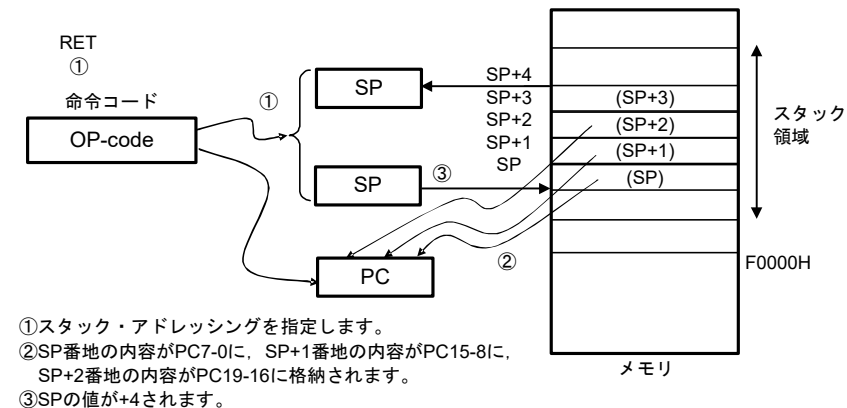 RET
①
命令コード
OP-code
①
SP
SP
③
PC
②
SP+4
SP+3
SP+2
SP+1
SP
(SP+3)
(SP+2)
(SP+1)
(SP)
スタック
領域
F0000H
メモリ
①スタック・アドレッシングを指定します。
②SP番地の内容がPC7-0に，SP+1番地の内容がPC15-8に，
SP+2番地の内容がPC19-16に格納されます。
③SPの値が+4されます。